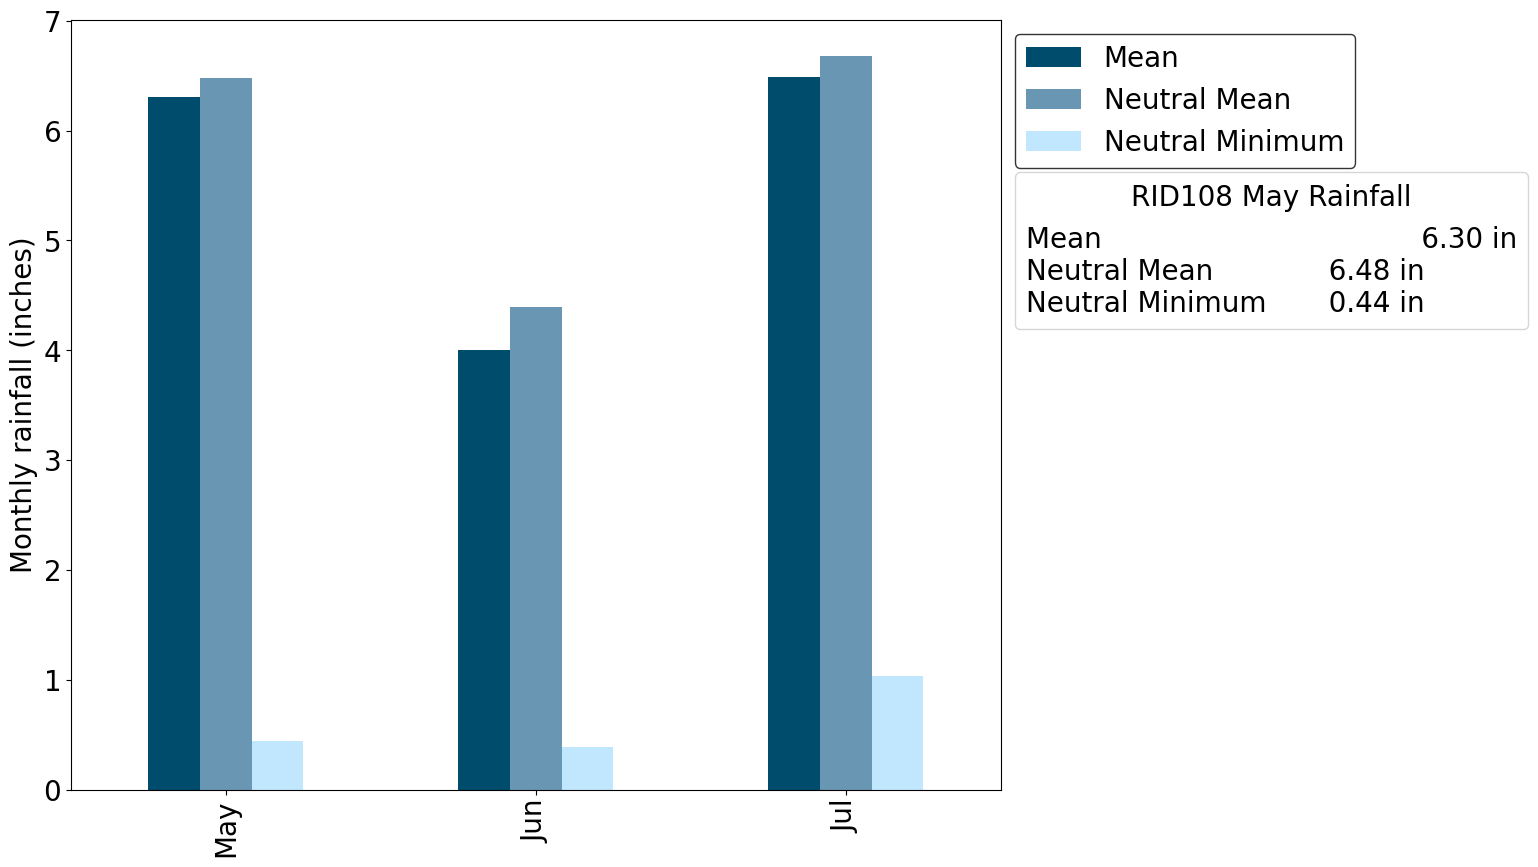 7
6
5
4
3
2
1
0
Monthly rainfall (inches)
May
Jun
Jul
Mean
Neutral Mean
Neutral Minimum
RID108 May Rainfall
Mean 6.30 in
Neutral Mean 6.48 in
Neutral Minimum 0.44 in